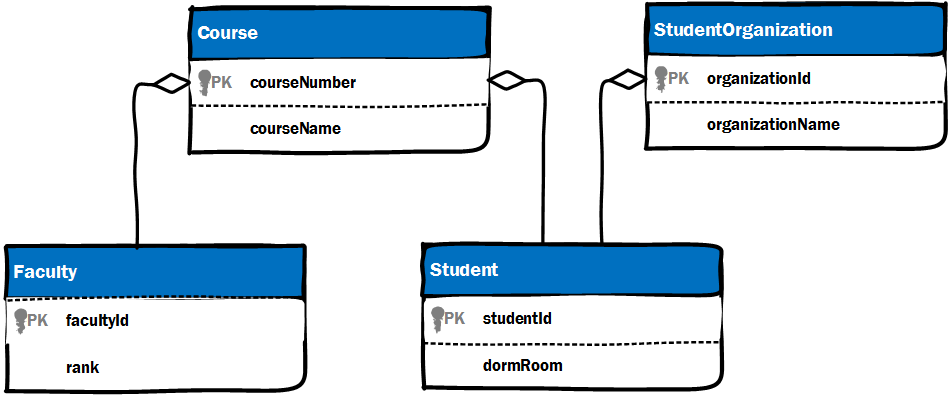 Course
PK courseNumber
courseName
StudentOrganization
PK organizationId
organizationName
Faculty
PK facultyId
rank
Student
PK studentId
dormRoom